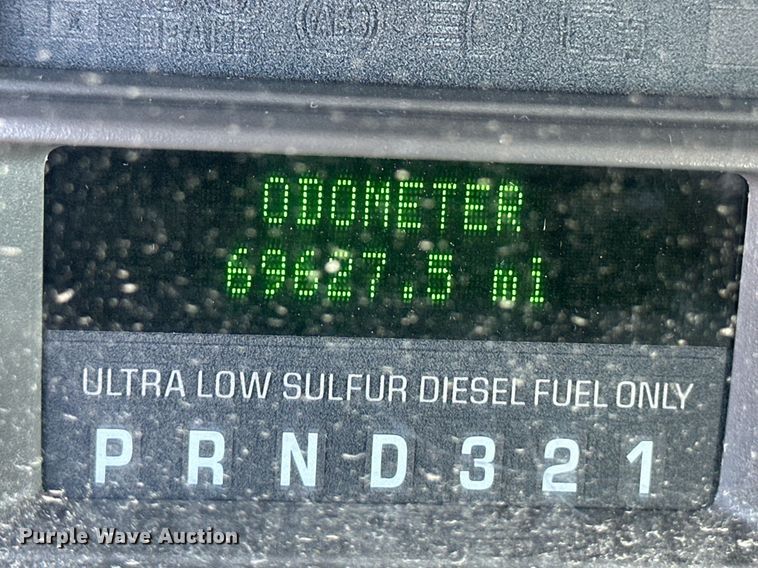 ODOMETER
69627.5 mi
ULTRA LOW SULFUR DIESEL FUEL ONLY
P R N D 3 2 1
Purple Wave Auction